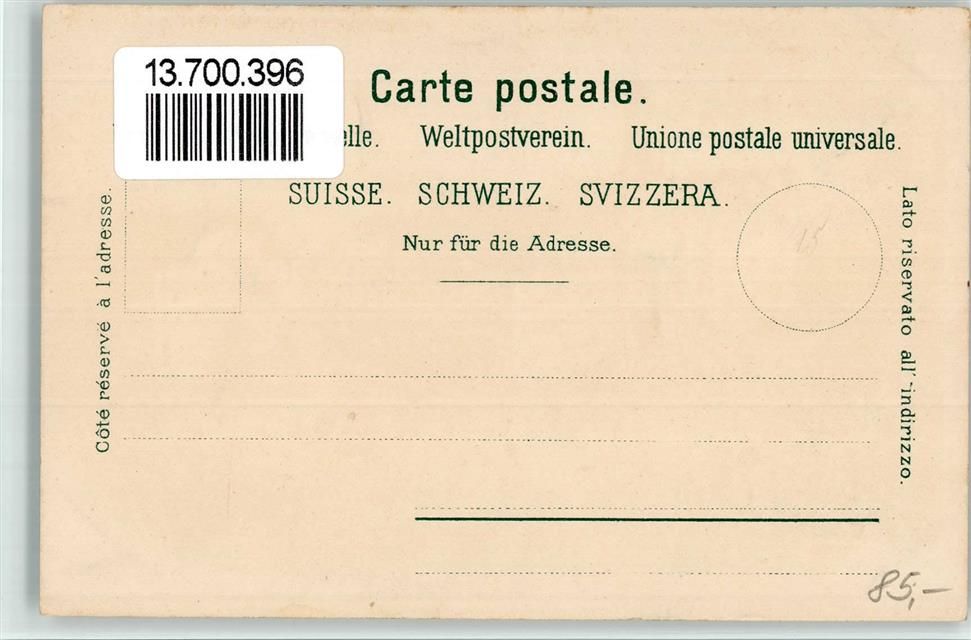 13.700.396
Carte postale.
elle. Weltpostverein. Unione postale universale.
SUISSE. SCHWEIZ. SVIZZERA.
Nur für die Adresse.
Côté réservé à l'adresse.
Lato riservato all' indirizzo.
15
85,-